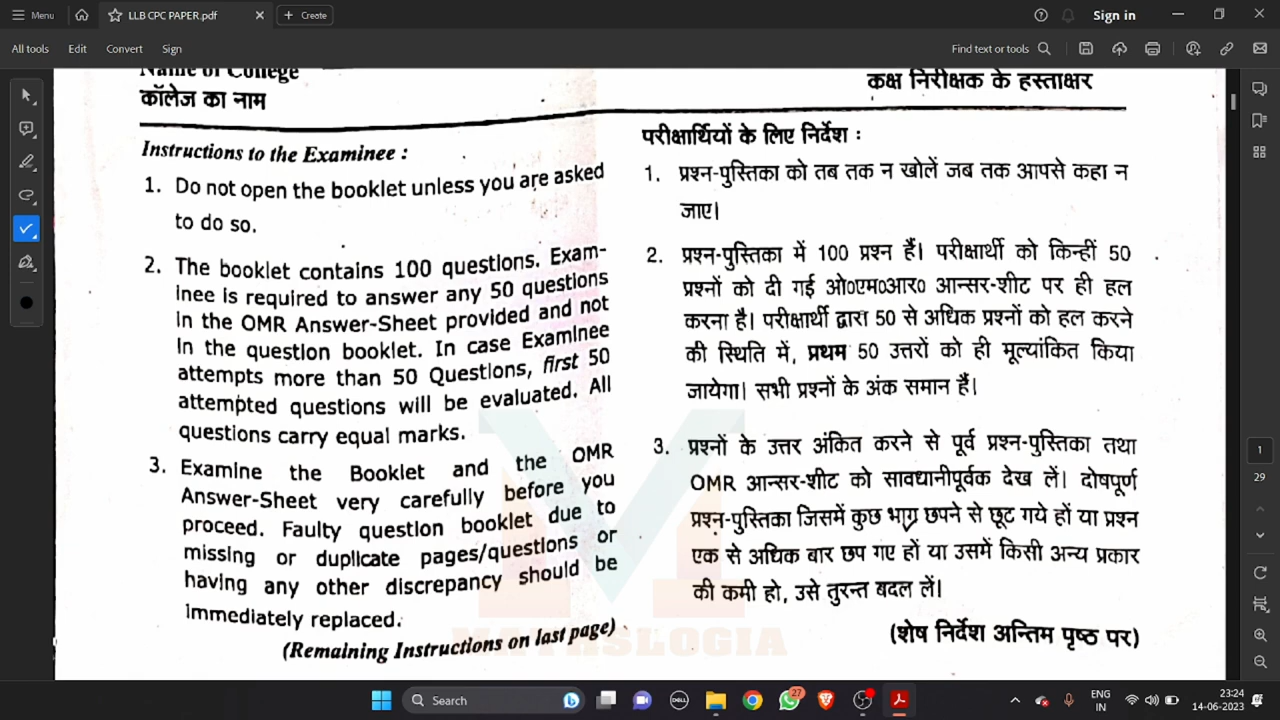 Menu
LLB CPC PAPER.pdf
Create
Sign in
All tools
Edit
Convert
Sign
Find text or tools
Name of College
कॉलेज का नाम
Instructions to the Examinee :
1. Do not open the booklet unless you are asked
to do so.
2. The booklet contains 100 questions. Exam-
inee is required to answer any 50 questions
in the OMR Answer-Sheet provided and not
in the question booklet. In case Examinee
attempts more than 50 Questions, first 50
attempted questions will be evaluated. All
questions carry equal marks.
3. Examine the Booklet and the OMR
Answer-Sheet very carefully before you
proceed. Faulty question booklet due to
missing or duplicate pages/questions or
having any other discrepancy should be
immediately replaced.
(Remaining Instructions on last page)
कक्ष निरीक्षक के हस्ताक्षर
परीक्षार्थियों के लिए निर्देश :
1. प्रश्न-पुस्तिका को तब तक न खोलें जब तक आपसे कहा न
जाए।
2. प्रश्न-पुस्तिका में 100 प्रश्न हैं। परीक्षार्थी को किन्हीं 50
प्रश्नों को दी गई ओ०एम०आर० आन्सर-शीट पर ही हल
करना है। परीक्षार्थी द्वारा 50 से अधिक प्रश्नों को हल करने
की स्थिति में, प्रथम 50 उत्तरों को ही मूल्यांकित किया
जायेगा। सभी प्रश्नों के अंक समान हैं।
3. प्रश्नों के उत्तर अंकित करने से पूर्व प्रश्न-पुस्तिका तथा
OMR आन्सर-शीट को सावधानीपूर्वक देख लें। दोषपूर्ण
प्रश्न-पुस्तिका जिसमें कुछ भाग छपने से छूट गये हों या प्रश्न
एक से अधिक बार छप गए हों या उसमें किसी अन्य प्रकार
की कमी हो, उसे तुरन्त बदल लें।
(शेष निर्देश अन्तिम पृष्ठ पर)
MATHSLOGIA
1
29
Search
DELL
27
ENG
IN
23:24
14-06-2023